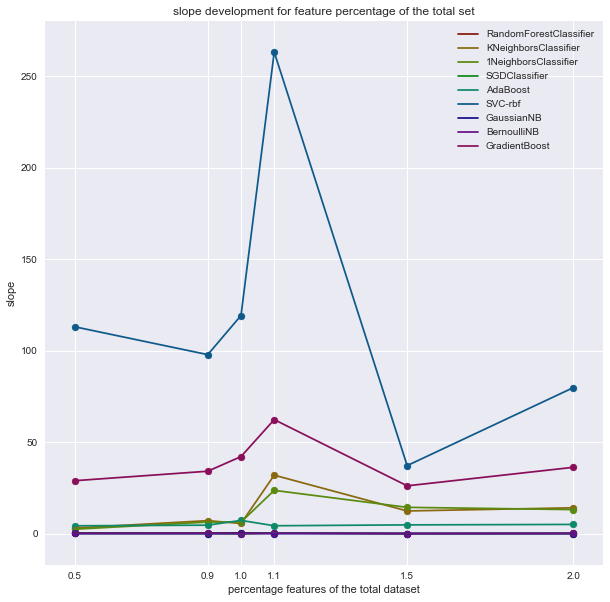 slope development for feature percentage of the total set
RandomForestClassifier
KNeighborsClassifier
1NeighborsClassifier
SGDClassifier
AdaBoost
SVC-rbf
GaussianNB
BernoulliNB
GradientBoost
250
200
150
100
50
0
slope
0.5 0.9 1.0 1.1 1.5 2.0
percentage features of the total dataset